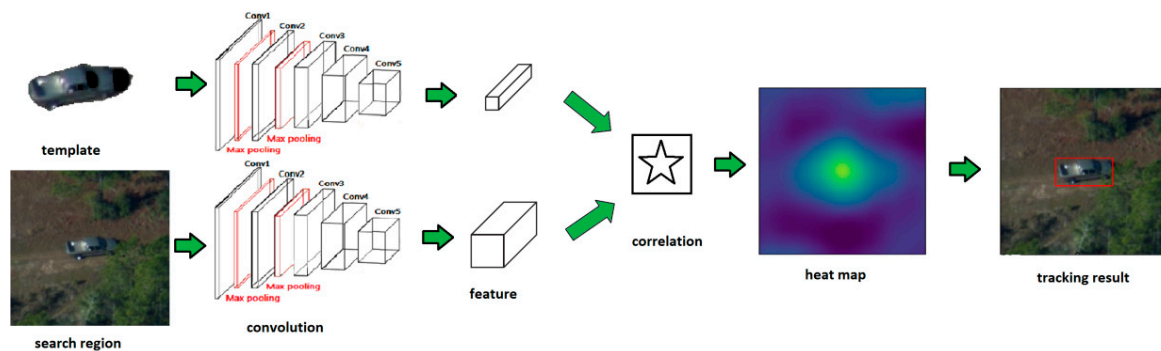 Conv1
Conv2
Conv3
Conv4
Conv5
Max pooling
Max pooling
template
Conv1
Conv2
Conv3
Conv4
Conv5
Max pooling
Max pooling
search region
convolution
feature
correlation
heat map
tracking result